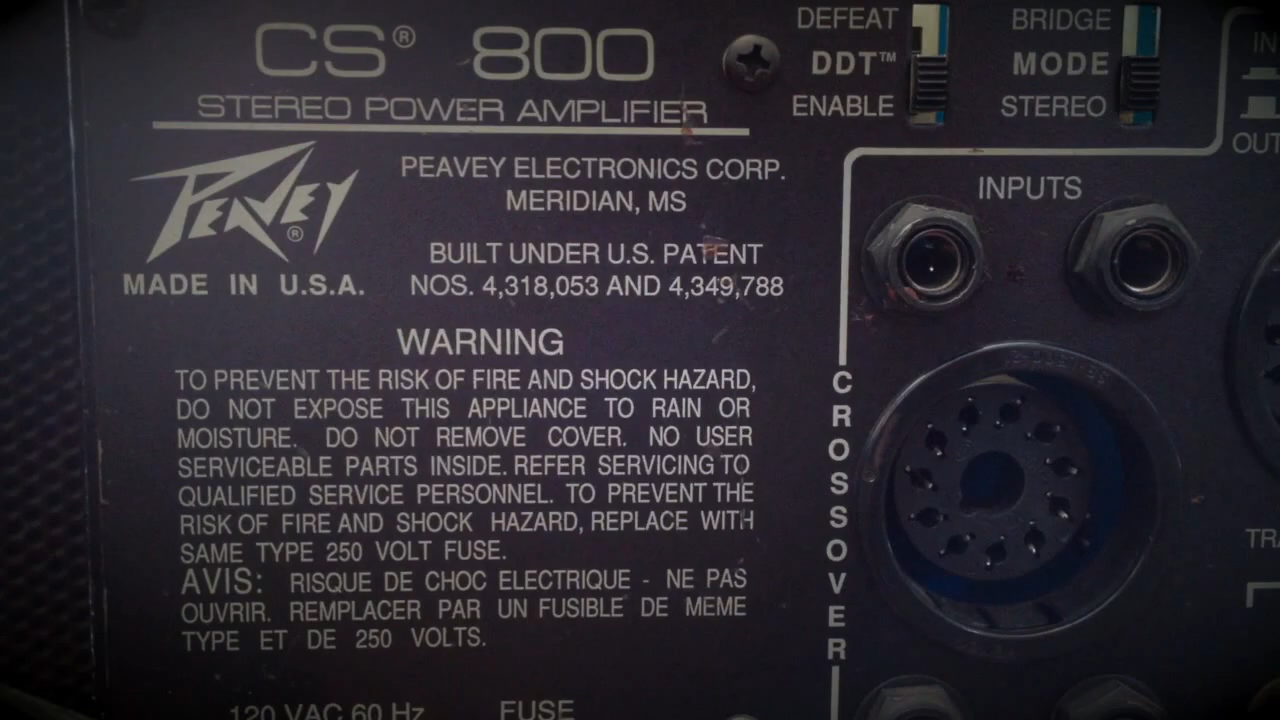 CS® 800
STEREO POWER AMPLIFIER
PEAVEY®
MADE IN U.S.A.
PEAVEY ELECTRONICS CORP.
MERIDIAN, MS
BUILT UNDER U.S. PATENT
NOS. 4,318,053 AND 4,349,788
WARNING
TO PREVENT THE RISK OF FIRE AND SHOCK HAZARD,
DO NOT EXPOSE THIS APPLIANCE TO RAIN OR
MOISTURE. DO NOT REMOVE COVER. NO USER
SERVICEABLE PARTS INSIDE. REFER SERVICING TO
QUALIFIED SERVICE PERSONNEL. TO PREVENT THE
RISK OF FIRE AND SHOCK HAZARD, REPLACE WITH
SAME TYPE 250 VOLT FUSE.
AVIS: RISQUE DE CHOC ELECTRIQUE - NE PAS
OUVRIR. REMPLACER PAR UN FUSIBLE DE MEME
TYPE ET DE 250 VOLTS.
120 VAC 60 Hz
FUSE
DEFEAT
DDT™
ENABLE
BRIDGE
MODE
STEREO
INPUTS
CROSSOVER